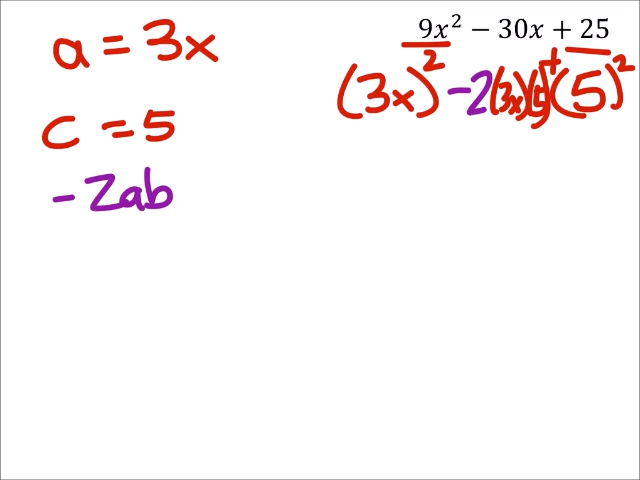 9x² − 30x + 25
a = 3x
(3x)² -2(3x)(5) + (5)²
c = 5
- 2ab